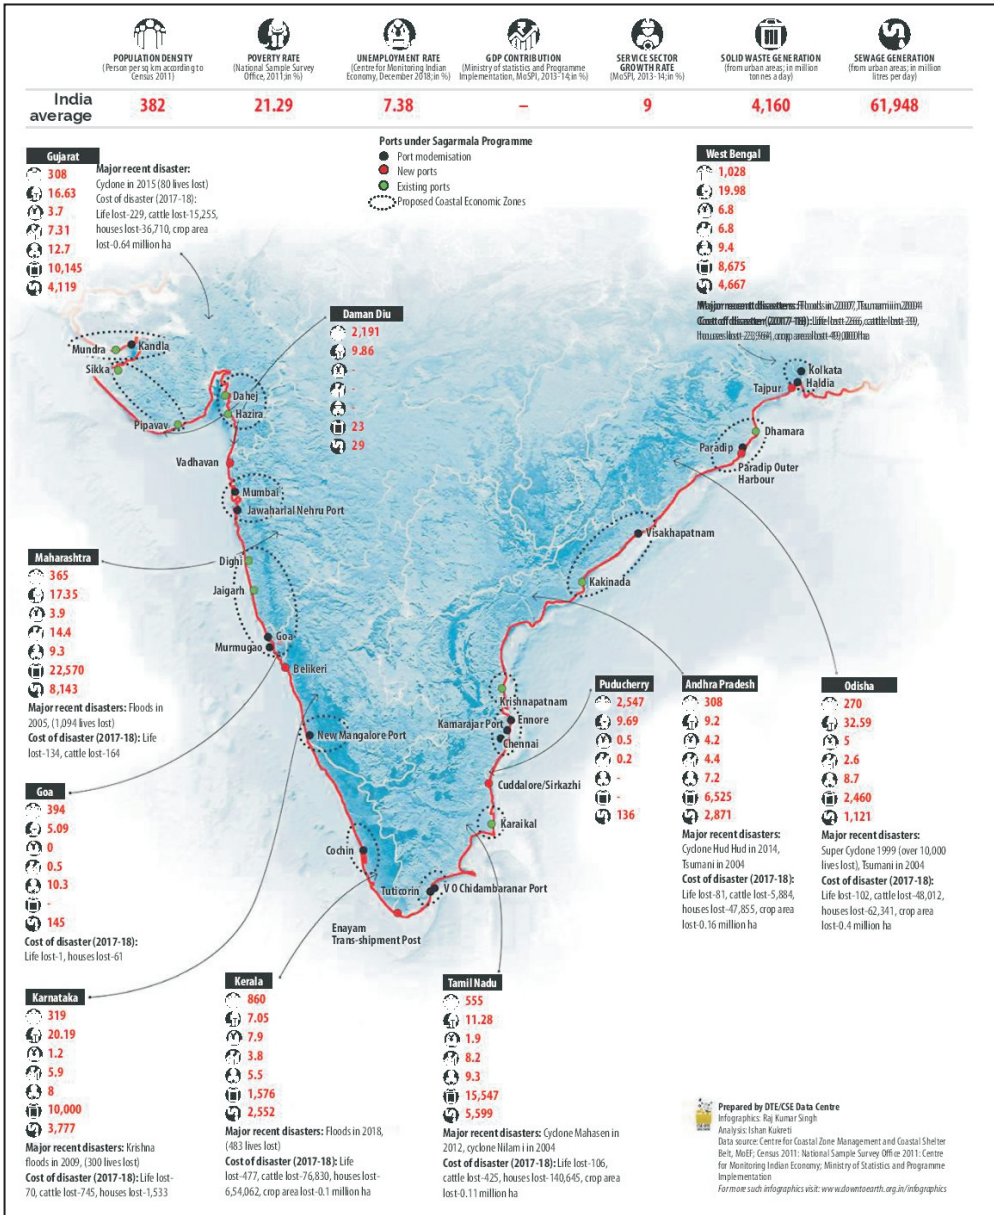 POPULATION DENSITY
(Person per sq km according to
Census 2011)
POVERTY RATE
(National Sample Survey
Office, 2011;in %)
UNEMPLOYMENT RATE
(Centre for Monitoring Indian
Economy, December 2018;in %)
GDP CONTRIBUTION
(Ministry of statistics and Programme
Implementation, MoSPI, 2013-14;in %)
SERVICE SECTOR
GROWTH RATE
(MoSPI, 2013-14;in %)
SOLID WASTE GENERATION
(from urban areas; in million
tonnes a day)
SEWAGE GENERATION
(from urban areas; in million
litres per day)
India
average
382
21.29
7.38
–
9
4,160
61,948
Ports under Sagarmala Programme
Port modernisation
New ports
Existing ports
Proposed Coastal Economic Zones
Gujarat
308
16.63
3.7
7.31
12.7
10,145
4,119
Major recent disaster:
Cyclone in 2015 (80 lives lost)
Cost of disaster (2017-18):
Life lost-229, cattle lost-15,255,
houses lost-36,710, crop area
lost-0.64 million ha
West Bengal
1,028
19.98
6.8
6.8
9.4
8,675
4,667
Major recent disasters: Floods in 2007, Tsunami in 2004
Cost of disaster (2017-18): Life lost-266, cattle lost-
houses lost- crop area lost- ha
Daman Diu
2,191
9.86
-
-
-
23
29
Mundra
Kandla
Sikka
Dahej
Hazira
Pipavav
Vadhavan
Mumbai
Jawaharlal Nehru Port
Dighi
Jaigarh
Goa
Murmugao
Belikeri
New Mangalore Port
Cochin
Tuticorin
V O Chidambaranar Port
Enayam
Trans-shipment Post
Kolkata
Haldia
Tajpur
Dhamara
Paradip
Paradip Outer
Harbour
Visakhapatnam
Kakinada
Krishnapatnam
Ennore
Kamarajar Port
Chennai
Cuddalore/Sirkazhi
Karaikal
Maharashtra
365
17.35
3.9
14.4
9.3
22,570
8,143
Major recent disasters: Floods in
2005, (1,094 lives lost)
Cost of disaster (2017-18): Life
lost-134, cattle lost-164
Goa
394
5.09
0
0.5
10.3
-
145
Cost of disaster (2017-18):
Life lost-1, houses lost-61
Puducherry
2,547
9.69
0.5
0.2
-
-
136
Andhra Pradesh
308
9.2
4.2
4.4
7.2
6,525
2,871
Major recent disasters:
Cyclone Hud Hud in 2014,
Tsumani in 2004
Cost of disaster (2017-18):
Life lost-81, cattle lost-5,884,
houses lost-47,855, crop area
lost-0.16 million ha
Odisha
270
32.59
5
2.6
8.7
2,460
1,121
Major recent disasters:
Super Cyclone 1999 (over 10,000
lives lost), Tsumani in 2004
Cost of disaster (2017-18):
Life lost-102, cattle lost-48,012,
houses lost-62,341, crop area
lost-0.4 million ha
Karnataka
319
20.19
1.2
5.9
8
10,000
3,777
Major recent disasters: Krishna
floods in 2009, (300 lives lost)
Cost of disaster (2017-18): Life lost-
70, cattle lost-745, houses lost-1,533
Kerala
860
7.05
7.9
3.8
5.5
1,576
2,552
Major recent disasters: Floods in 2018,
(483 lives lost)
Cost of disaster (2017-18): Life
lost-477, cattle lost-76,830, houses lost-
6,54,062, crop area lost-0.1 million ha
Tamil Nadu
555
11.28
1.9
8.2
9.3
15,547
5,599
Major recent disasters: Cyclone Mahasen in
2012, cyclone Nilam i in 2004
Cost of disaster (2017-18): Life lost-106,
cattle lost-425, houses lost-140,645, crop area
lost-0.11 million ha
Prepared by DTE/CSE Data Centre
Infographics: Raj Kumar Singh
Analysis: Ishan Kukreti
Data source: Centre for Coastal Zone Management and Coastal Shelter
Belt, MoEF; Census 2011: National Sample Survey Office 2011: Centre
for Monitoring Indian Economy; Ministry of Statistics and Programme
Implementation
For more such infographics visit: www.downtoearth.org.in/infographics